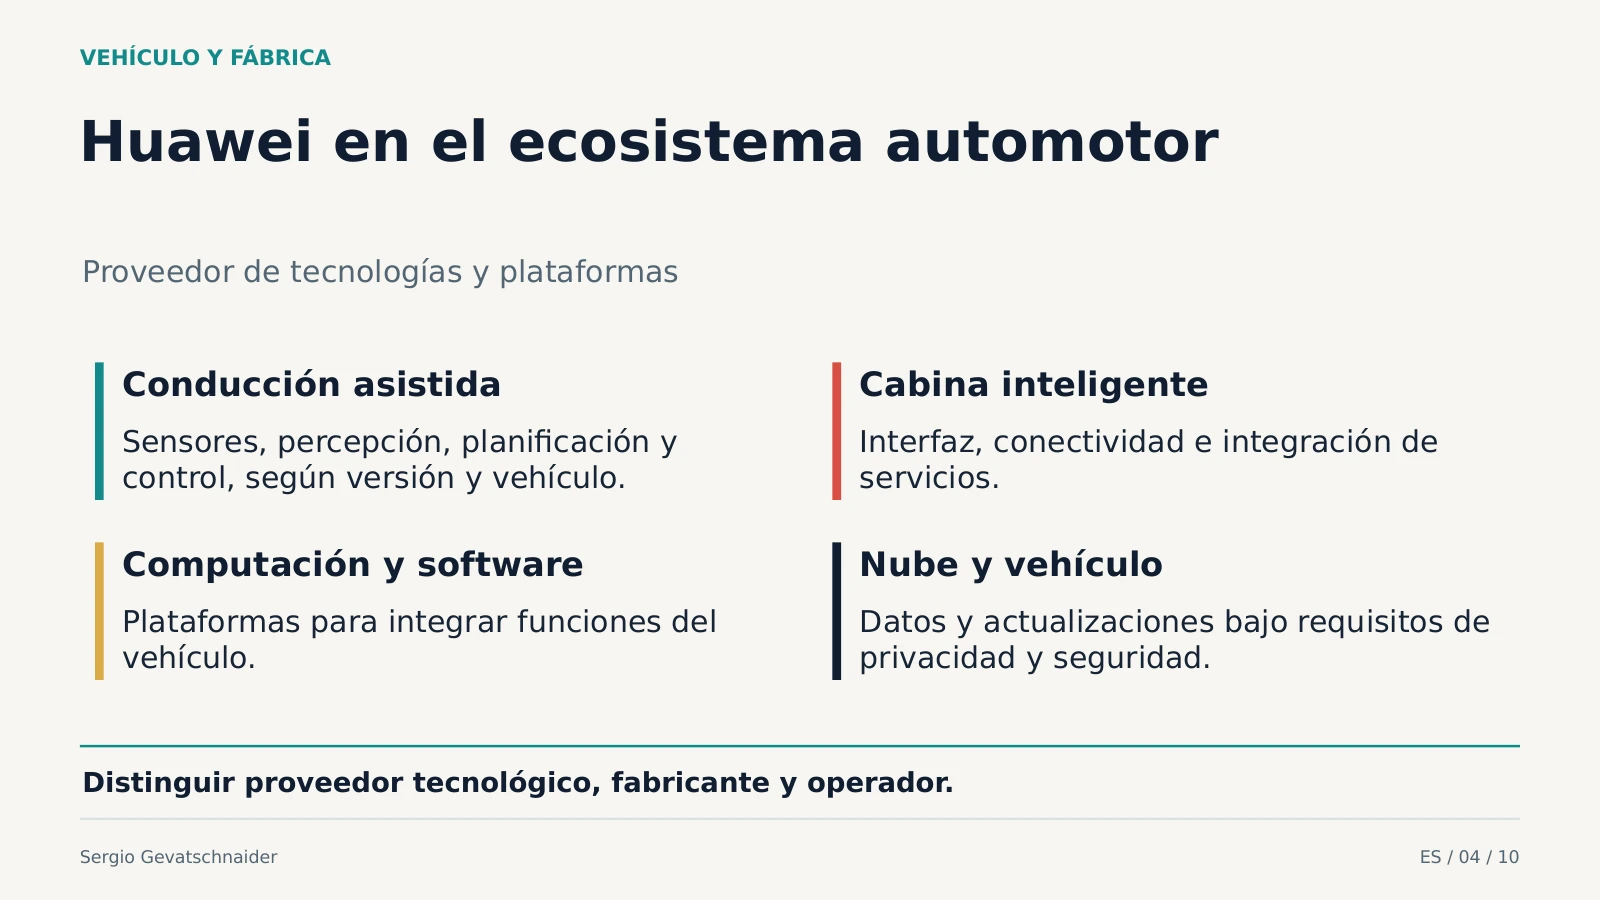 VEHÍCULO Y FÁBRICA
Huawei en el ecosistema automotor
Proveedor de tecnologías y plataformas
Conducción asistida
Sensores, percepción, planificación y
control, según versión y vehículo.
Cabina inteligente
Interfaz, conectividad e integración de
servicios.
Computación y software
Plataformas para integrar funciones del
vehículo.
Nube y vehículo
Datos y actualizaciones bajo requisitos de
privacidad y seguridad.
Distinguir proveedor tecnológico, fabricante y operador.
Sergio Gevatschnaider
ES / 04 / 10